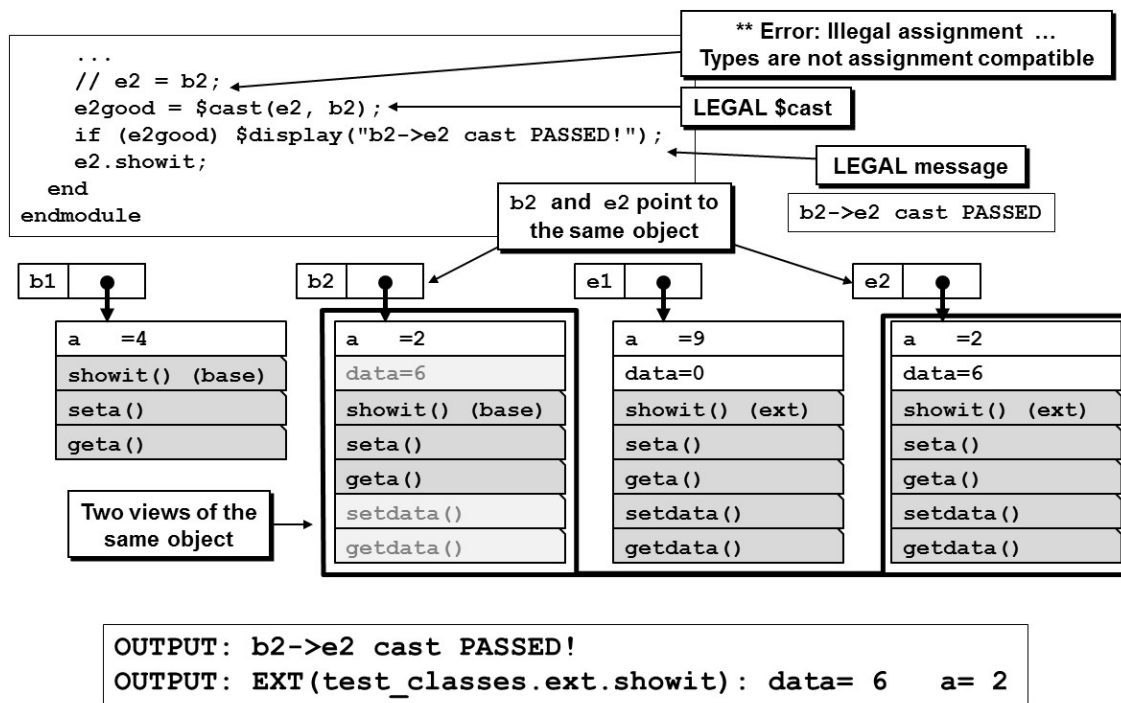 ** Error: Illegal assignment …
Types are not assignment compatible
...
// e2 = b2;
e2good = $cast(e2, b2);
LEGAL $cast
if (e2good) $display("b2->e2 cast PASSED!");
e2.showit;
LEGAL message
end
endmodule
b2 and e2 point to
the same object
b2->e2 cast PASSED
b1
b2
e1
e2
a =4
showit() (base)
seta()
geta()
a =2
data=6
showit() (base)
seta()
geta()
setdata()
getdata()
a =9
data=0
showit() (ext)
seta()
geta()
setdata()
getdata()
a =2
data=6
showit() (ext)
seta()
geta()
setdata()
getdata()
Two views of the
same object
OUTPUT: b2->e2 cast PASSED!
OUTPUT: EXT(test_classes.ext.showit): data= 6 a= 2